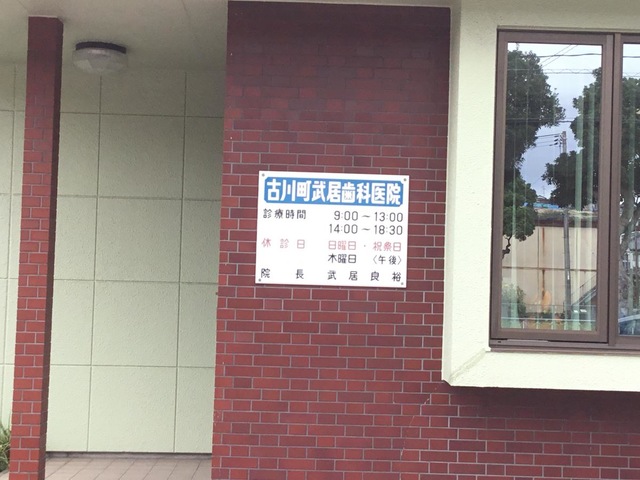 古川町武居歯科医院
診療時間 9:00～13:00
14:00～18:30
休診日 日曜日・祝祭日
木曜日〈午後〉
院長 武居良裕